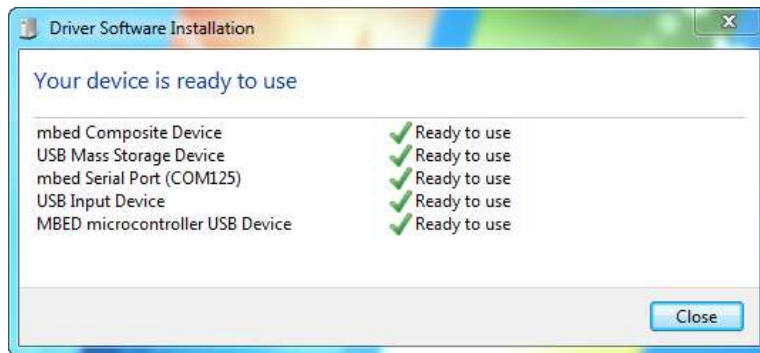 Driver Software Installation
Your device is ready to use
mbed Composite Device Ready to use
USB Mass Storage Device Ready to use
mbed Serial Port (COM125) Ready to use
USB Input Device Ready to use
MBED microcontroller USB Device Ready to use
Close